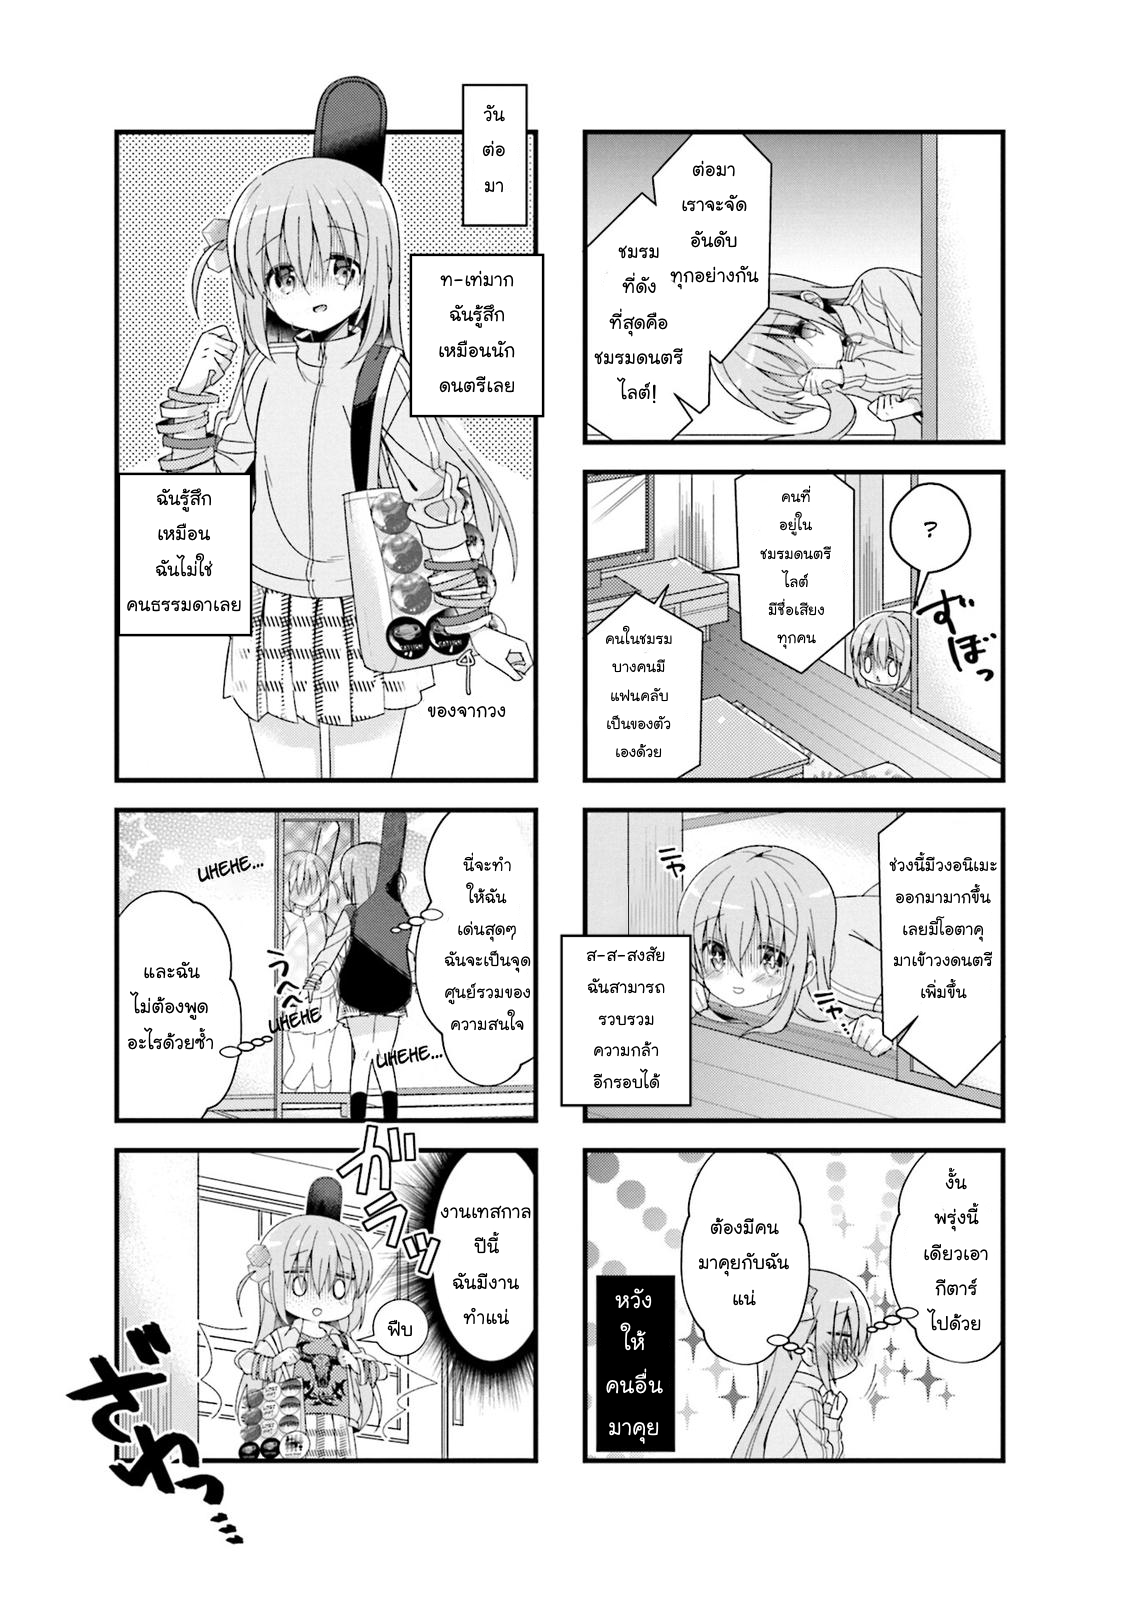 ต่อมา
เราจะจัด
อันดับ
ทุกอย่างกัน
ชมรม
ที่ดัง
ที่สุดคือ
ชมรมดนตรี
ไลต์!
?
ずぼっ
คนที่
อยู่ใน
ชมรมดนตรี
ไลต์
มีชื่อเสียง
ทุกคน
คนในชมรม
บางคนมี
แฟนคลับ
เป็นของตัว
เองด้วย
ช่วงนี้มีวงอนิเมะ
ออกมามากขึ้น
เลยมีโอตาคุ
มาเข้าวงดนตรี
เพิ่มขึ้น
ニャ
ニャ…
ส-ส-สงสัย
ฉันสามารถ
รวบรวม
ความกล้า
อีกรอบได้
งั้น
พรุ่งนี้
เดียวเอา
กีตาร์
ไปด้วย
ต้องมีคน
มาคุยกับฉัน
แน่
หวัง
ให้
คนอื่น
มาคุย
วัน
ต่อ
มา
ท-เท่มาก
ฉันรู้สึก
เหมือนนัก
ดนตรีเลย
ฉันรู้สึก
เหมือน
ฉันไม่ใช่
คนธรรมดาเลย
ของจากวง
นี่จะทำ
ให้ฉัน
เด่นสุดๆ
ฉันจะเป็นจุด
ศูนย์รวมของ
ความสนใจ
UHEHE...
うへへ
UHEHE
UHEHE...
และฉัน
ไม่ต้องพูด
อะไรด้วยซ้ำ
งานเทสกาล
ปีนี้
ฉันมีงาน
ทำแน่
ガラッ
ฟึบ
ざわっ…